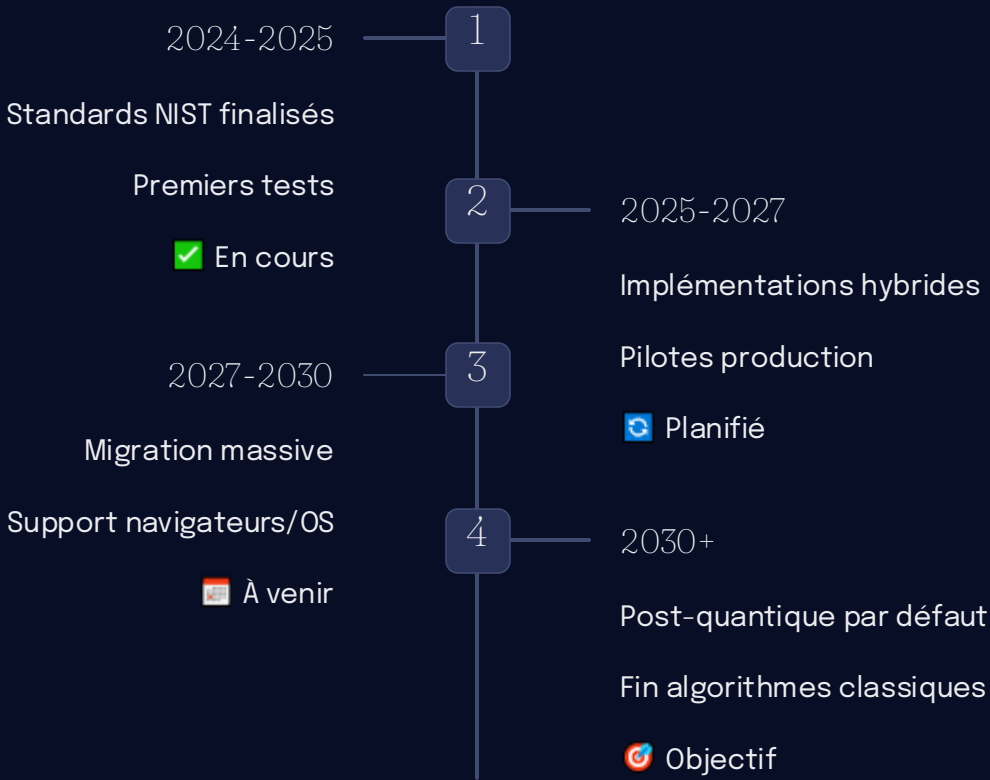 1
2024-2025
Standards NIST finalisés
Premiers tests
✅ En cours
2
2025-2027
Implémentations hybrides
Pilotes production
🔄 Planifié
3
2027-2030
Migration massive
Support navigateurs/OS
📅 À venir
4
2030+
Post-quantique par défaut
Fin algorithmes classiques
🎯 Objectif